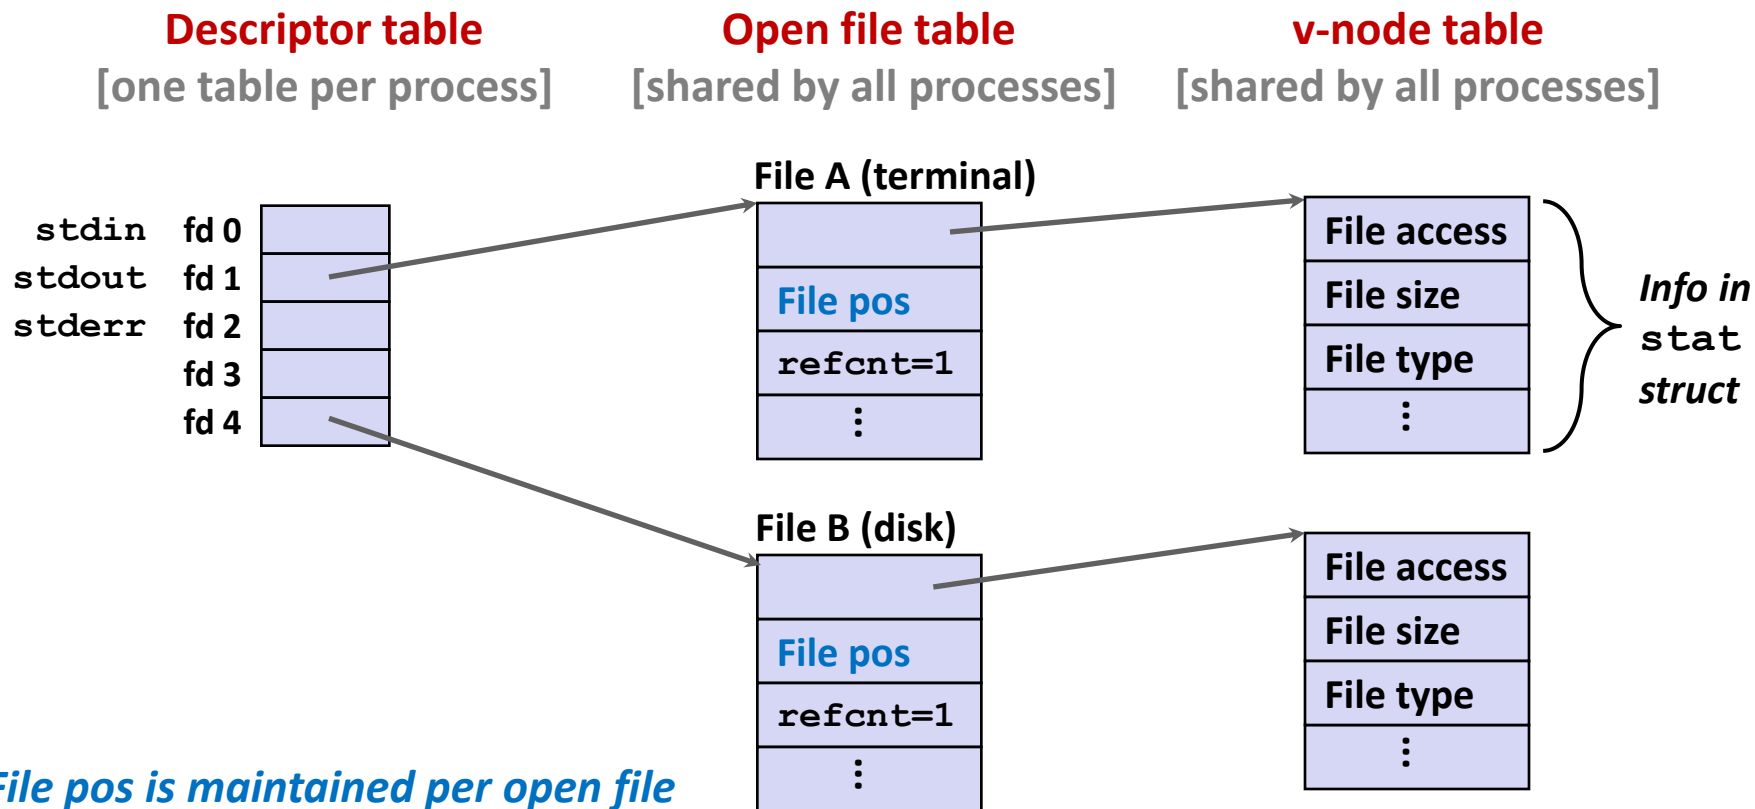 Descriptor table
[one table per process]
Open file table
[shared by all processes]
v-node table
[shared by all processes]
stdin fd 0
stdout fd 1
stderr fd 2
fd 3
fd 4
File A (terminal)
File pos
refcnt=1
⋮
File access
File size
File type
⋮
Info in
stat
struct
File B (disk)
File pos
refcnt=1
⋮
File access
File size
File type
⋮
File pos is maintained per open file